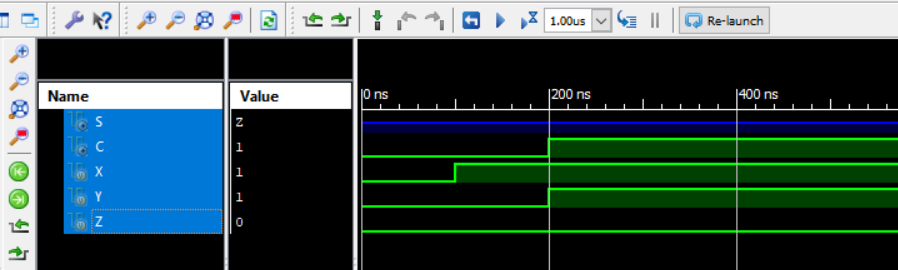 1.00us Re-launch
Name Value
0 ns 200 ns 400 ns
S Z
C 1
X 1
Y 1
Z 0